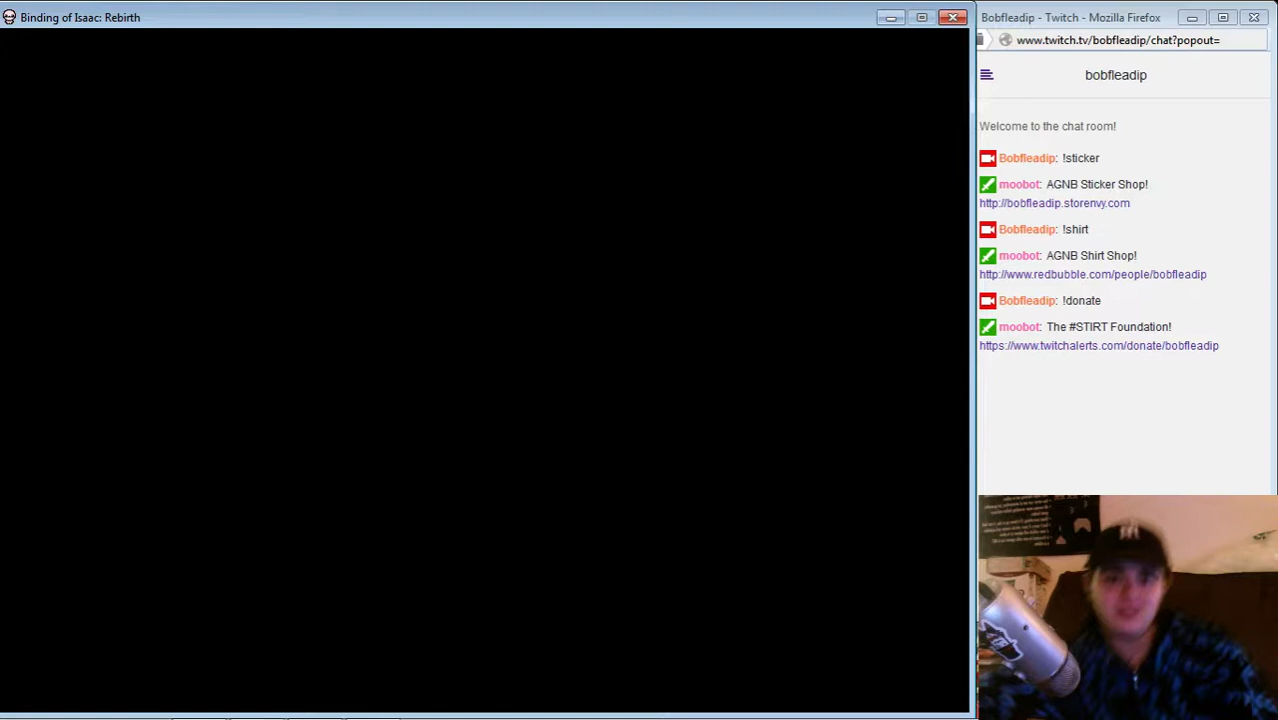 Binding of Isaac: Rebirth
Bobfleadip - Twitch - Mozilla Firefox
www.twitch.tv/bobfleadip/chat?popout=
bobfleadip
Welcome to the chat room!
Bobfleadip: !sticker
moobot: AGNB Sticker Shop!
http://bobfleadip.storenvy.com
Bobfleadip: !shirt
moobot: AGNB Shirt Shop!
http://www.redbubble.com/people/bobfleadip
Bobfleadip: !donate
moobot: The #STIRT Foundation!
https://www.twitchalerts.com/donate/bobfleadip